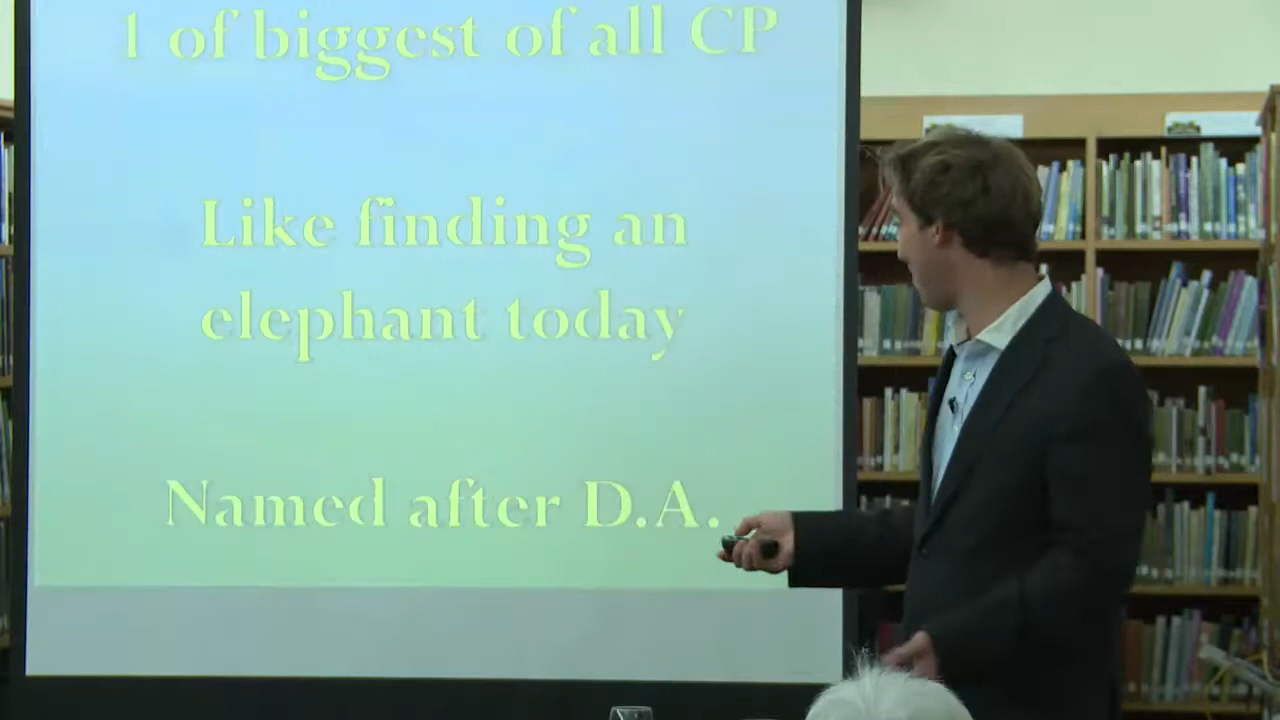 1 of biggest of all CP
Like finding an
elephant today
Named after D.A.